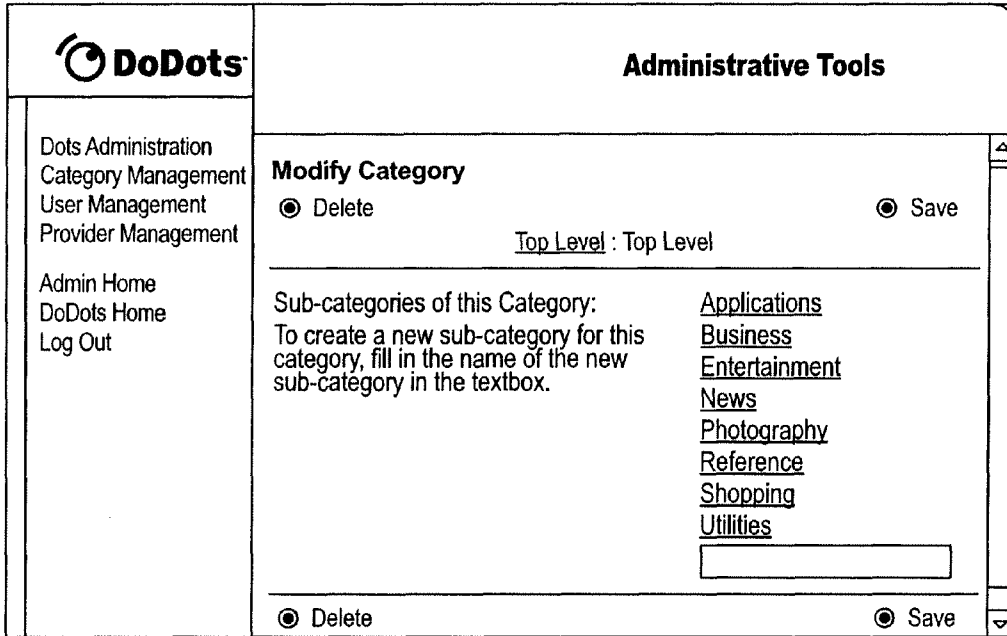 DoDots
Administrative Tools
Dots Administration
Category Management
User Management
Provider Management
Admin Home
DoDots Home
Log Out
Modify Category
Delete
Save
Top Level : Top Level
Sub-categories of this Category:
To create a new sub-category for this
category, fill in the name of the new
sub-category in the textbox.
Applications
Business
Entertainment
News
Photography
Reference
Shopping
Utilities
Delete
Save